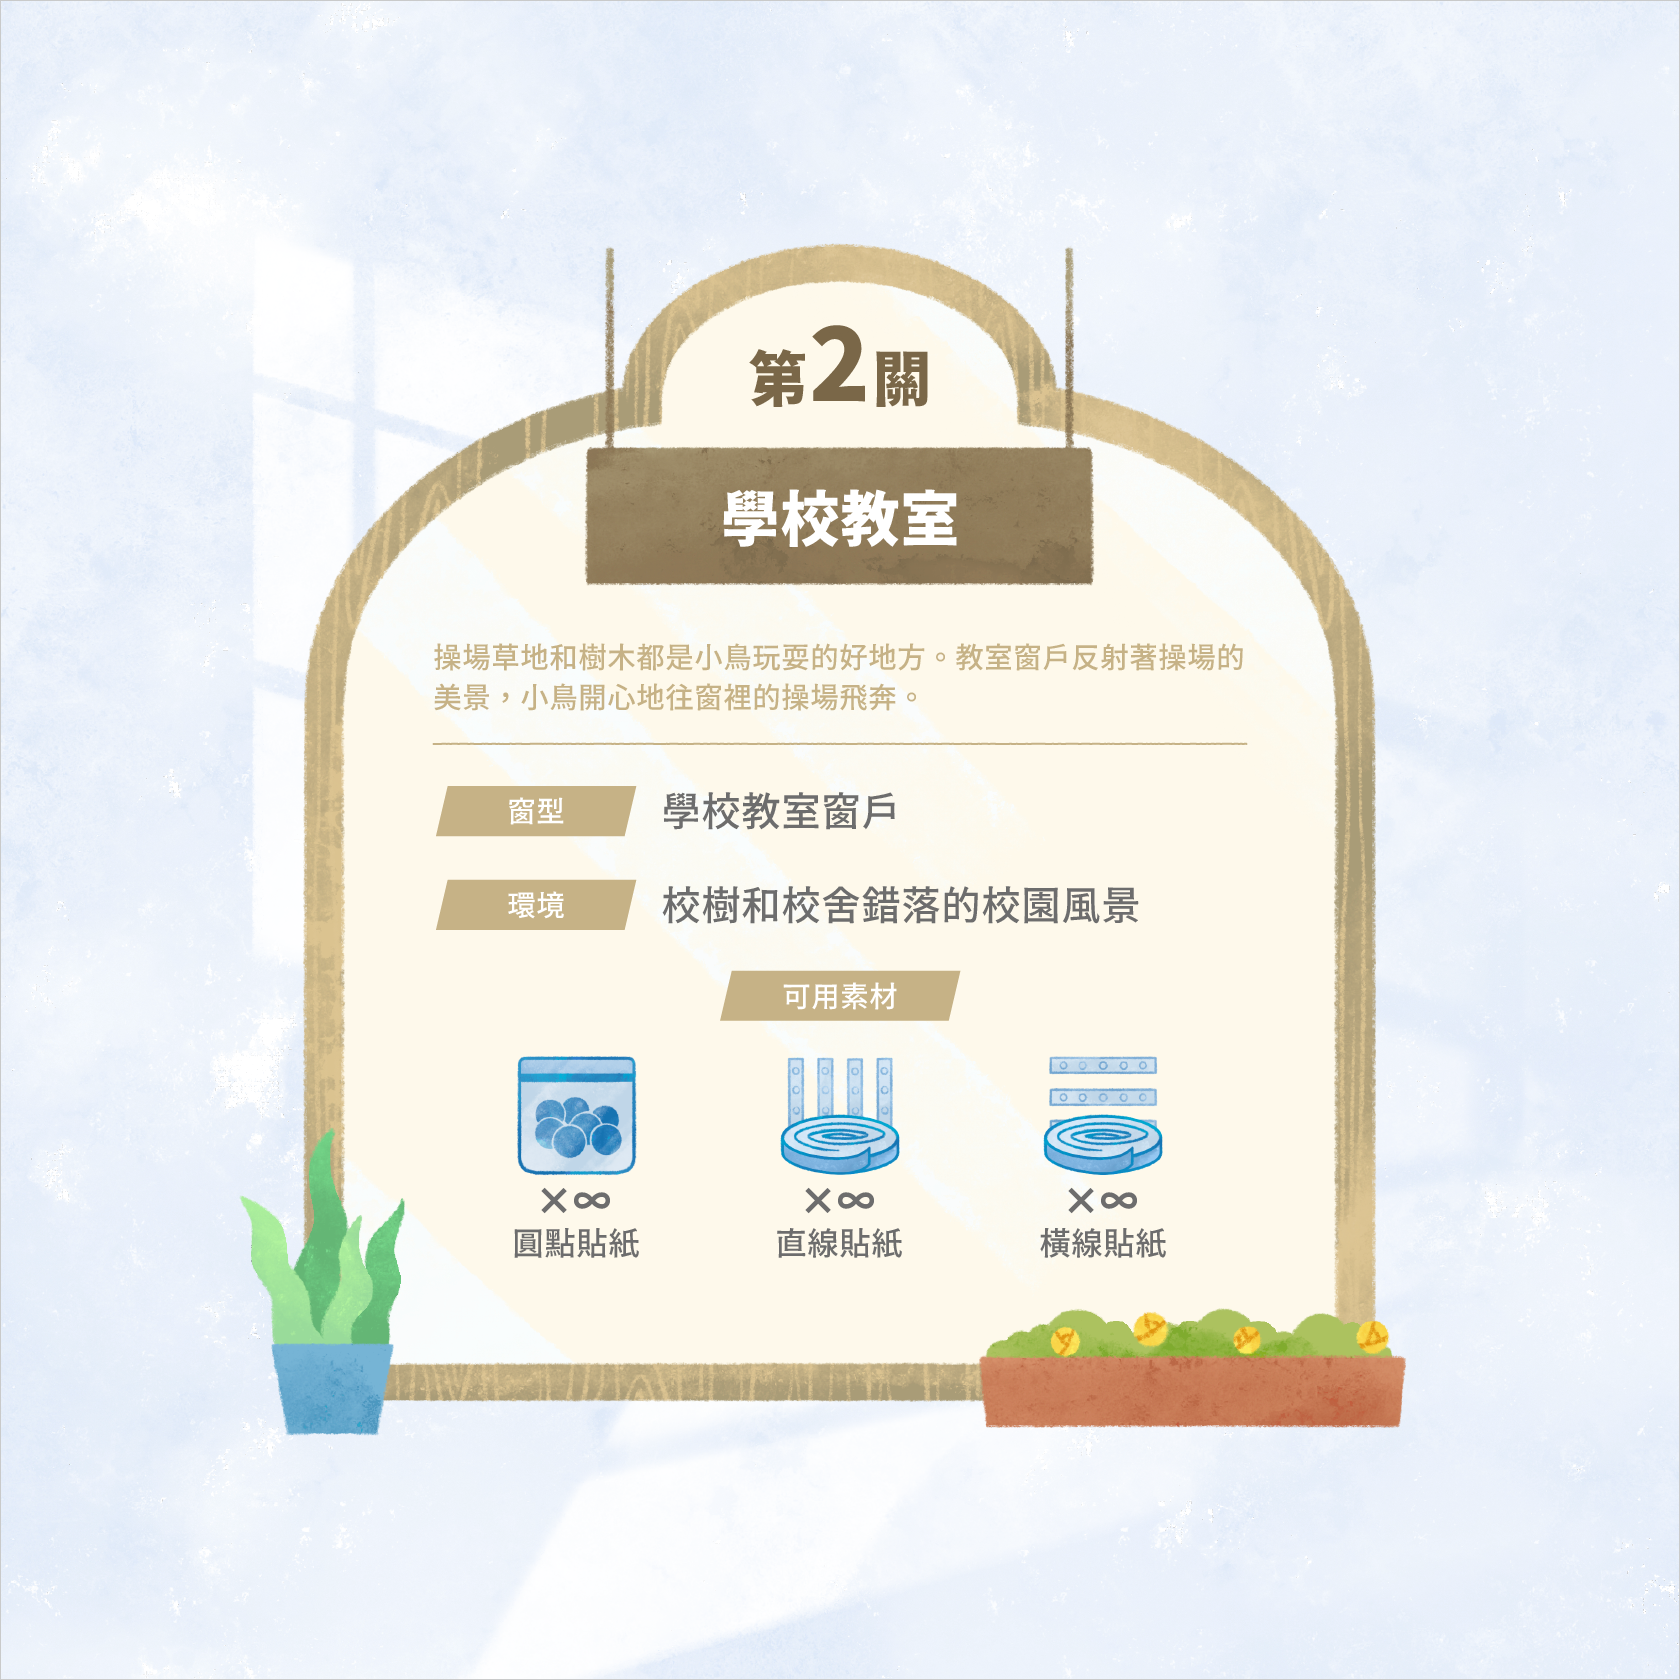 第2關
學校教室
操場草地和樹木都是小鳥玩耍的好地方。教室窗戶反射著操場的
美景，小鳥開心地往窗裡的操場飛奔。
窗型 學校教室窗戶
環境 校樹和校舍錯落的校園風景
可用素材
×∞ ×∞ ×∞
圓點貼紙 直線貼紙 橫線貼紙